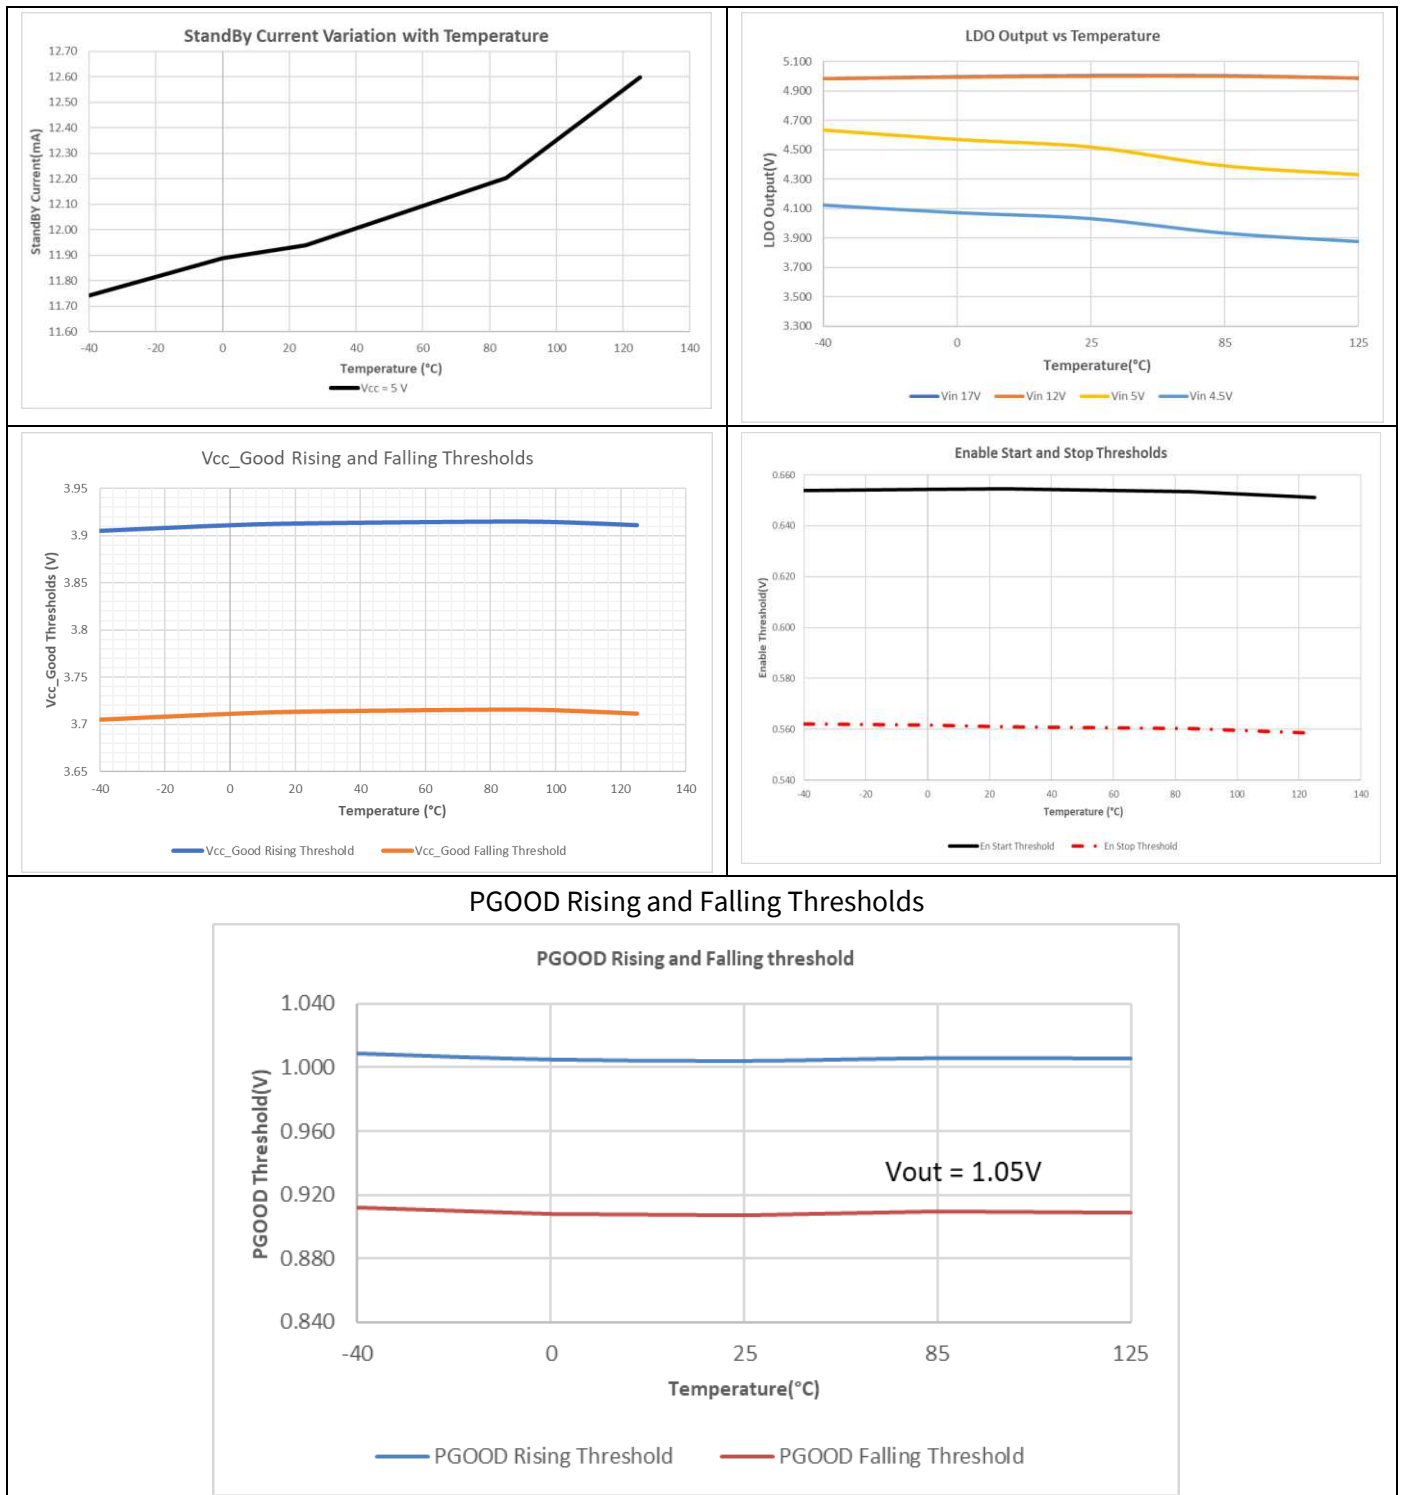 StandBy Current Variation with Temperature
12.70
12.60
12.50
12.40
12.30
12.20
12.10
12.00
11.90
11.80
11.70
11.60
StandBY Current(mA)
-40 -20 0 20 40 60 80 100 120 140
Temperature (°C)
Vcc = 5 V
LDO Output vs Temperature
5.100
4.900
4.700
4.500
4.300
4.100
3.900
3.700
3.500
3.300
LDO Output(V)
-40 0 25 85 125
Temperature(°C)
Vin 17V Vin 12V Vin 5V Vin 4.5V
Vcc_Good Rising and Falling Thresholds
3.95
3.9
3.85
3.8
3.75
3.7
3.65
Vcc_Good Thresholds (V)
-40 -20 0 20 40 60 80 100 120 140
Temperature (°C)
Vcc_Good Rising Threshold Vcc_Good Falling Threshold
Enable Start and Stop Thresholds
0.660
0.640
0.620
0.600
0.580
0.560
0.540
Enable Threshold(V)
-40 -20 0 20 40 60 80 100 120 140
Temperature (°C)
En Start Threshold En Stop Threshold
PGOOD Rising and Falling Thresholds
PGOOD Rising and Falling threshold
1.040
1.000
0.960
0.920
0.880
0.840
PGOOD Threshold(V)
Vout = 1.05V
-40 0 25 85 125
Temperature(°C)
PGOOD Rising Threshold PGOOD Falling Threshold